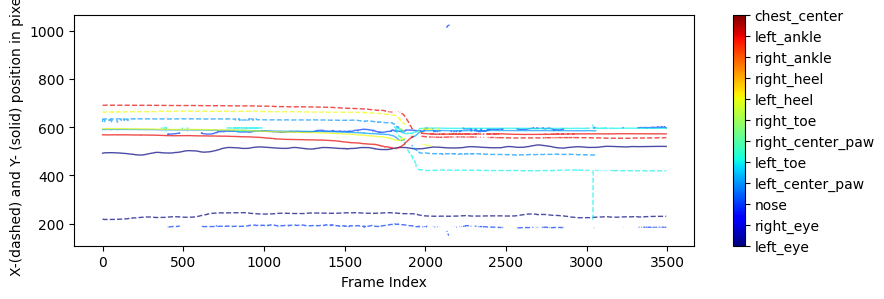 X-(dashed) and Y- (solid) position in pixe
1000
800
600
400
200
0
500
1000
1500
2000
2500
3000
3500
Frame Index
chest_center
left_ankle
right_ankle
right_heel
left_heel
right_toe
right_center_paw
left_toe
left_center_paw
nose
right_eye
left_eye